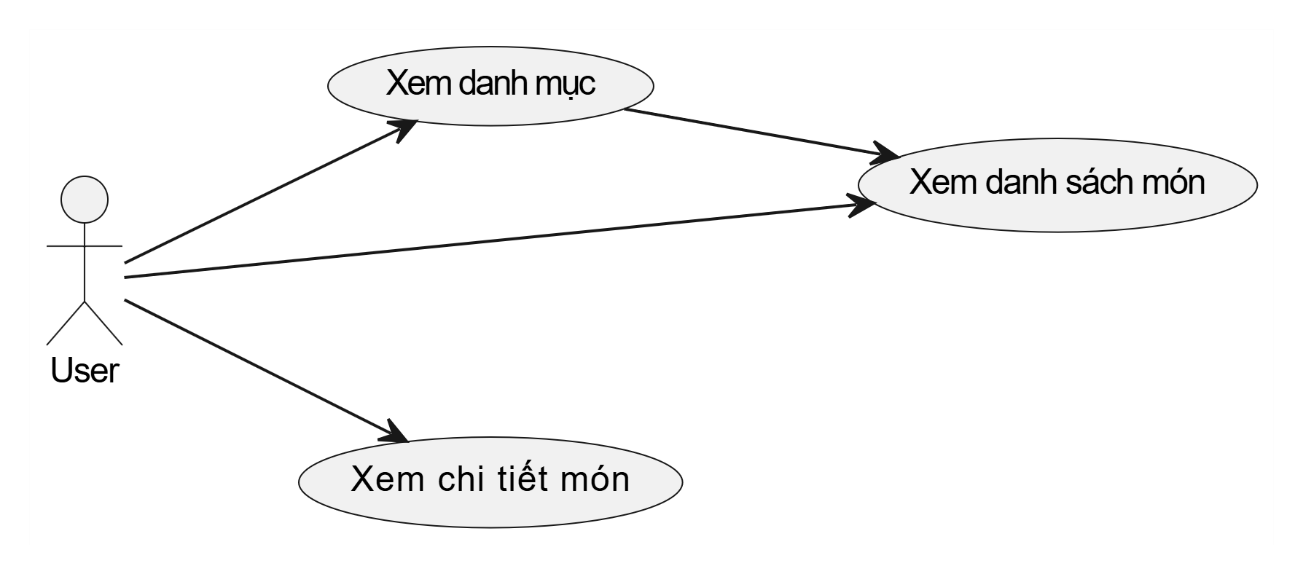 Xem danh mục
Xem danh sách món
User
Xem chi tiết món